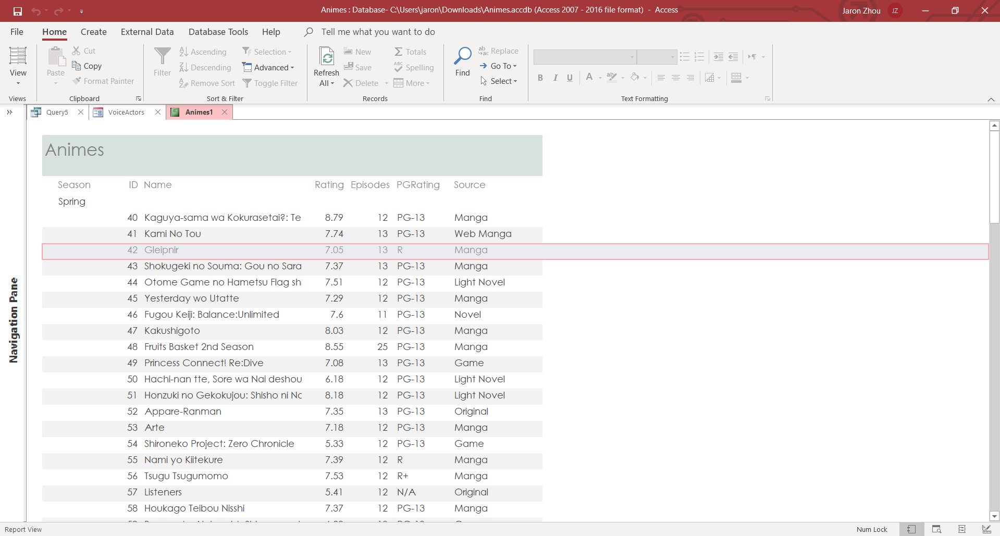 Animes : Database- C:\Users\jaron\Downloads\Animes.accdb (Access 2007 - 2016 file format) - Access
Jaron Zhou JZ
File Home Create External Data Database Tools Help Tell me what you want to do
View
Views
Paste
Cut
Copy
Format Painter
Clipboard
Filter
Ascending
Descending
Remove Sort
Selection
Advanced
Toggle Filter
Sort & Filter
Refresh
All
New
Save
Delete
Totals
Spelling
More
Records
Find
Replace
Go To
Select
Find
B I U A
Text Formatting
Query5 VoiceActors Animes1
Navigation Pane
Animes
Season ID Name Rating Episodes PGRating Source
Spring
40 Kaguya-sama wa Kokurasetai?: Te 8.79 12 PG-13 Manga
41 Kami No Tou 7.74 13 PG-13 Web Manga
42 Gleipnir 7.05 13 R Manga
43 Shokugeki no Souma: Gou no Sara 7.37 13 PG-13 Manga
44 Otome Game no Hametsu Flag shi 7.51 12 PG-13 Light Novel
45 Yesterday wo Utatte 7.29 12 PG-13 Manga
46 Fugou Keiji: Balance:Unlimited 7.6 11 PG-13 Novel
47 Kakushigoto 8.03 12 PG-13 Manga
48 Fruits Basket 2nd Season 8.55 25 PG-13 Manga
49 Princess Connect! Re:Dive 7.08 13 PG-13 Game
50 Hachi-nan tte, Sore wa Nai deshou 6.18 12 PG-13 Light Novel
51 Honzuki no Gekokujou: Shisho ni 8.18 12 PG-13 Light Novel
52 Appare-Ranman 7.35 13 PG-13 Original
53 Arte 7.18 12 PG-13 Manga
54 Shironeko Project: Zero Chronicle 5.33 12 PG-13 Game
55 Nami yo Kiitekure 7.39 12 R Manga
56 Tsugu Tsugumomo 7.53 12 R+ Manga
57 Listeners 5.41 12 N/A Original
58 Houkago Teibou Nisshi 7.37 12 PG-13 Manga
Report View Num Lock